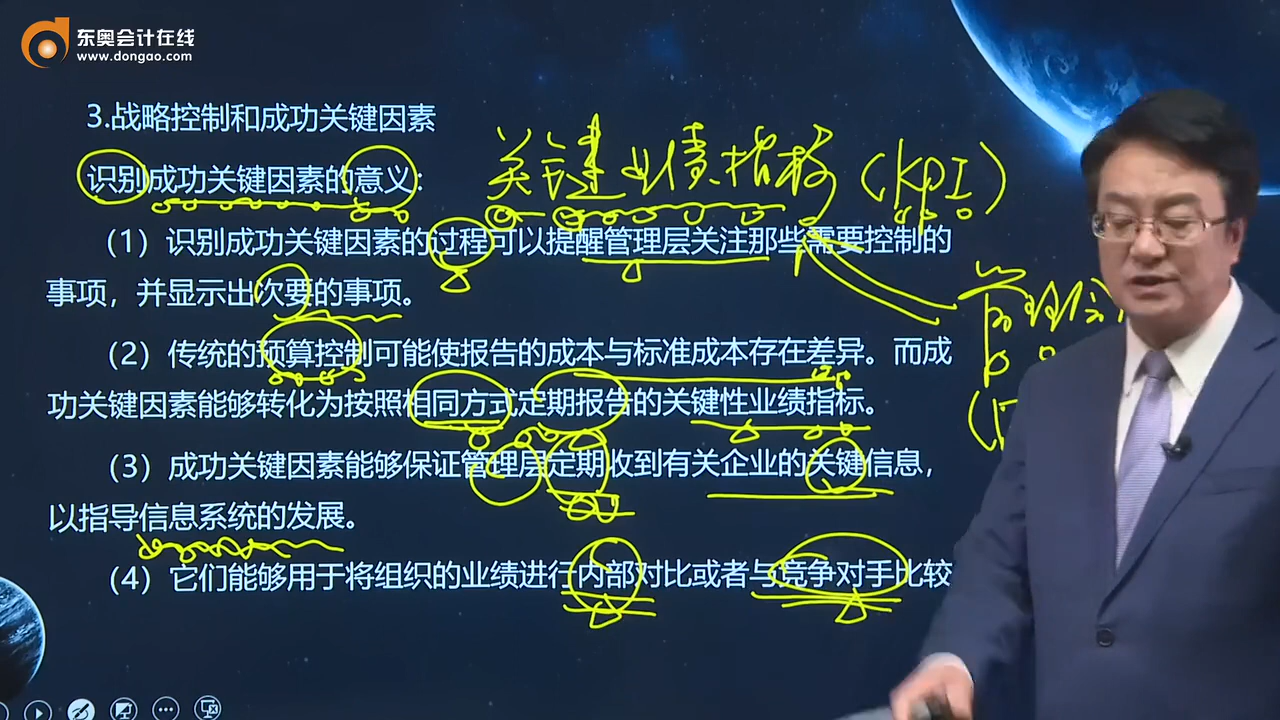 东奥会计在线
www.dongao.com
3.战略控制和成功关键因素
识别成功关键因素的意义：
关键业绩指标（KPI）
（1）识别成功关键因素的过程可以提醒管理层关注那些需要控制的
事项，并显示出次要的事项。
（2）传统的预算控制可能使报告的成本与标准成本存在差异。而成
功关键因素能够转化为按照相同方式定期报告的关键性业绩指标。
（3）成功关键因素能够保证管理层定期收到有关企业的关键信息，
以指导信息系统的发展。
（4）它们能够用于将组织的业绩进行内部对比或者与竞争对手比较